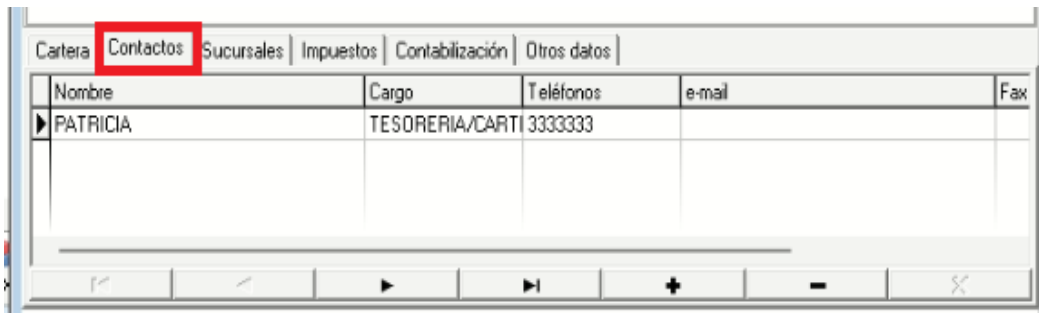 Cartera Contactos Sucursales Impuestos Contabilización Otros datos
Nombre Cargo Teléfonos e-mail Fax
PATRICIA TESORERIA/CARTI 3333333